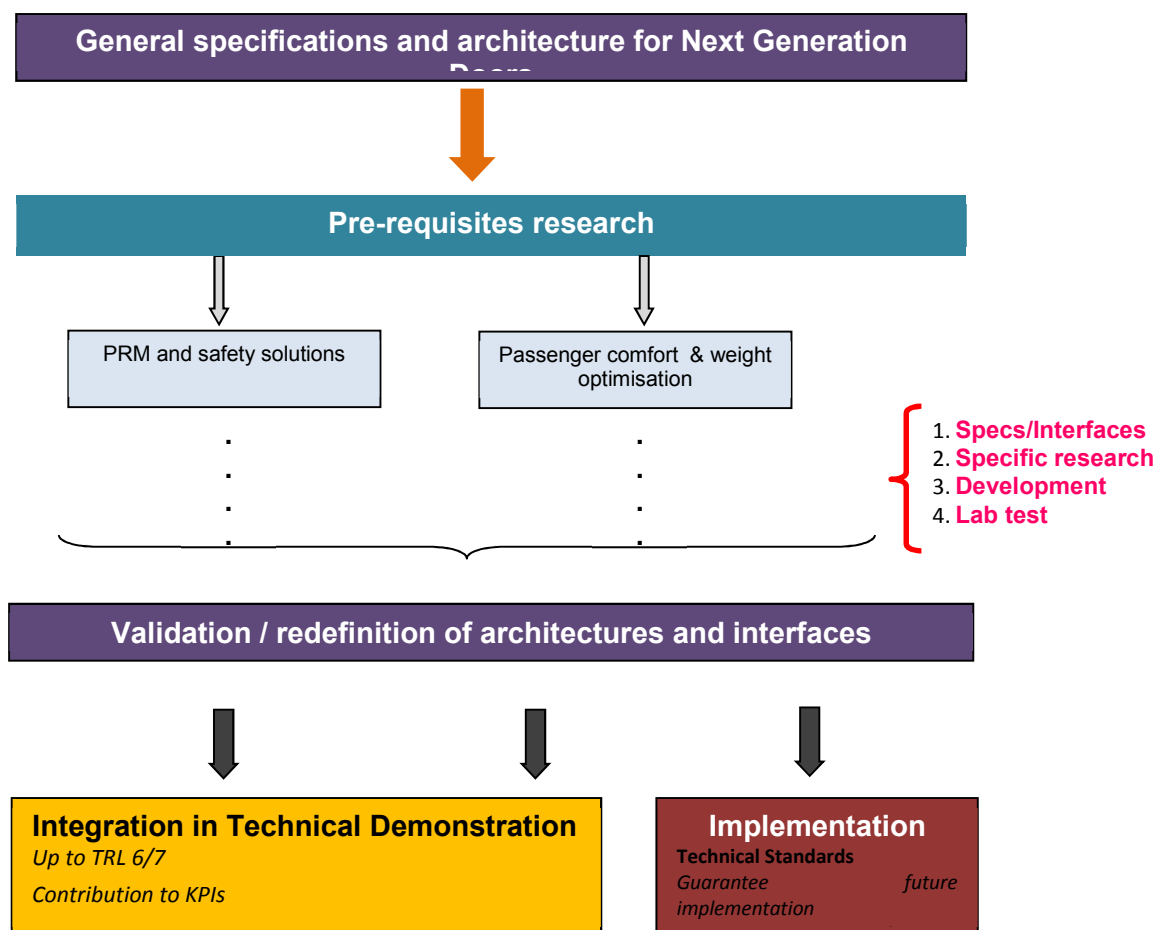 General specifications and architecture for Next Generation
Doors
Pre-requisites research
PRM and safety solutions
Passenger comfort & weight
optimisation
1. Specs/Interfaces
2. Specific research
3. Development
4. Lab test
Validation / redefinition of architectures and interfaces
Integration in Technical Demonstration
Up to TRL 6/7
Contribution to KPIs
Implementation
Technical Standards
Guarantee future
implementation